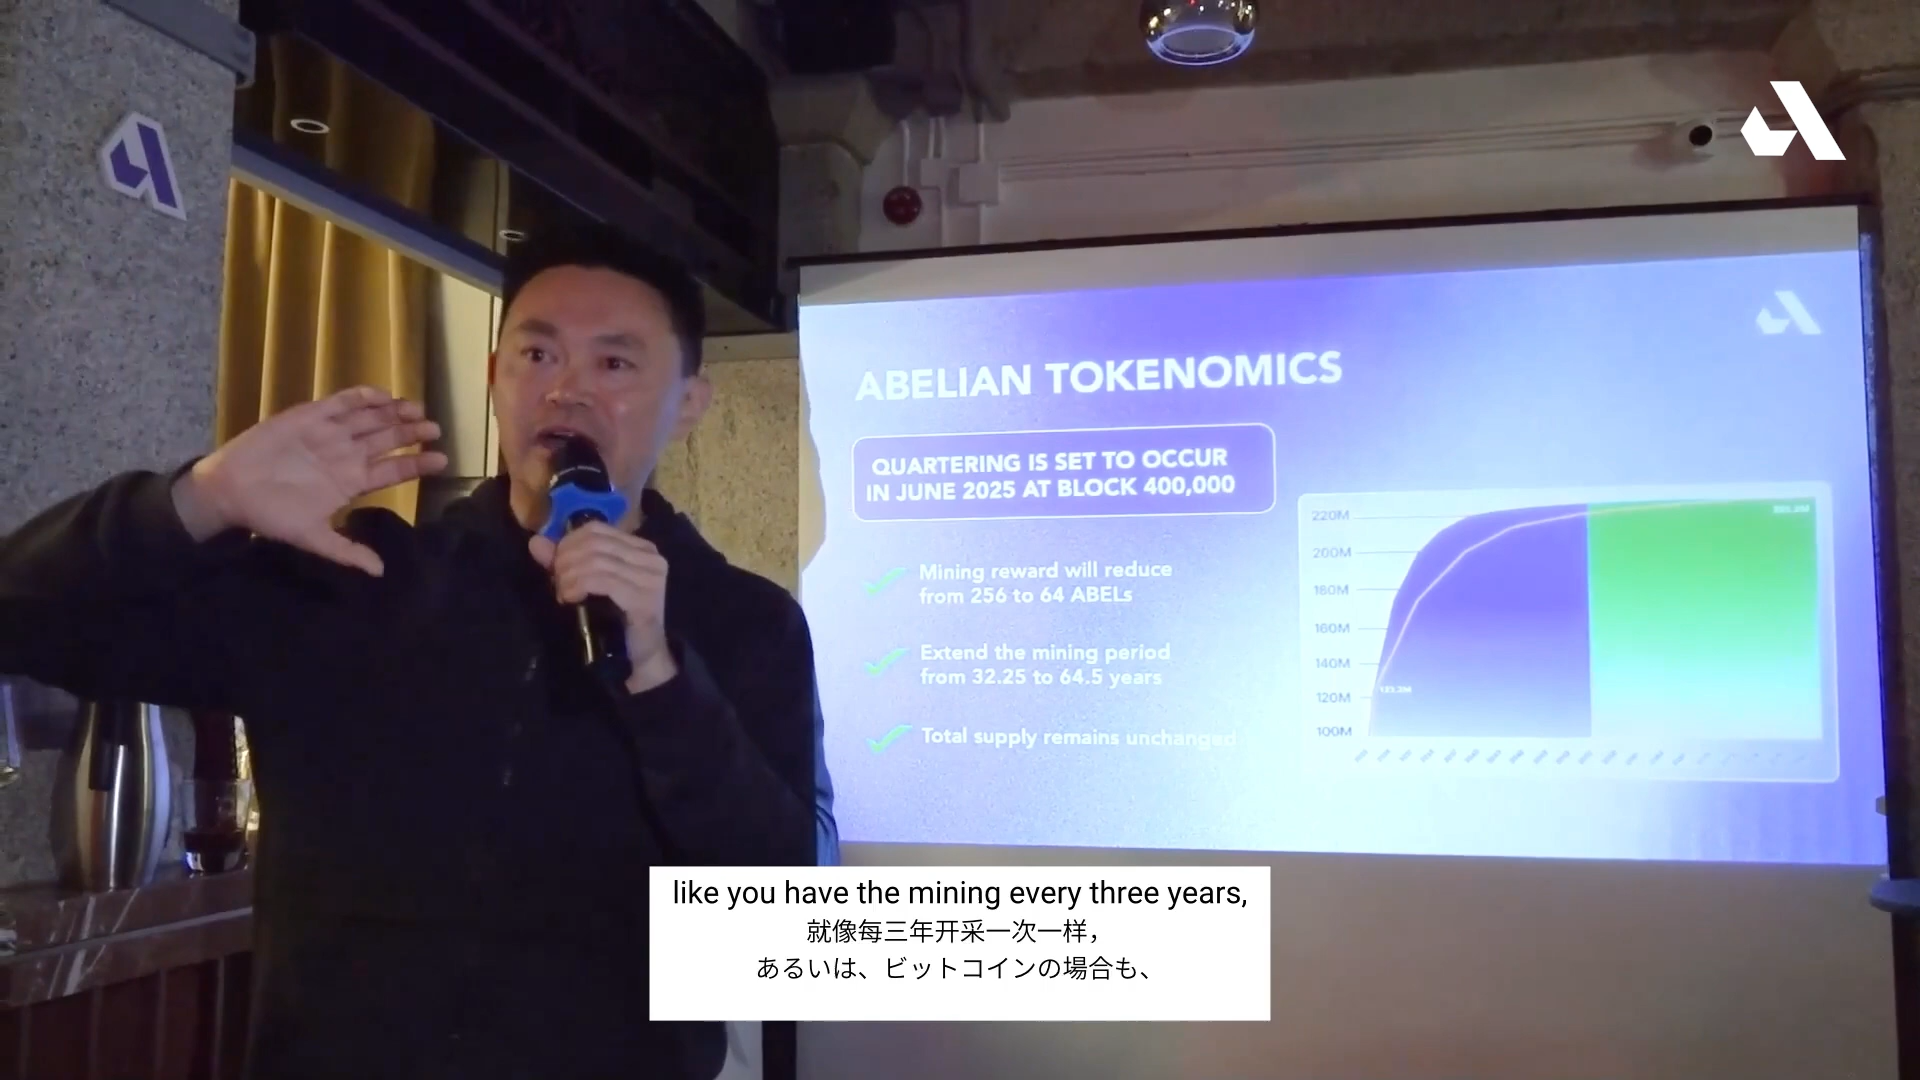 ABELIAN TOKENOMICS
QUARTERING IS SET TO OCCUR
IN JUNE 2025 AT BLOCK 400,000
Mining reward will reduce
from 256 to 64 ABELs
Extend the mining period
from 32.25 to 64.5 years
Total supply remains unchanged
220M
200M
180M
160M
140M
120M
100M
like you have the mining every three years,
就像每三年开采一次一样，
あるいは、ビットコインの場合も、